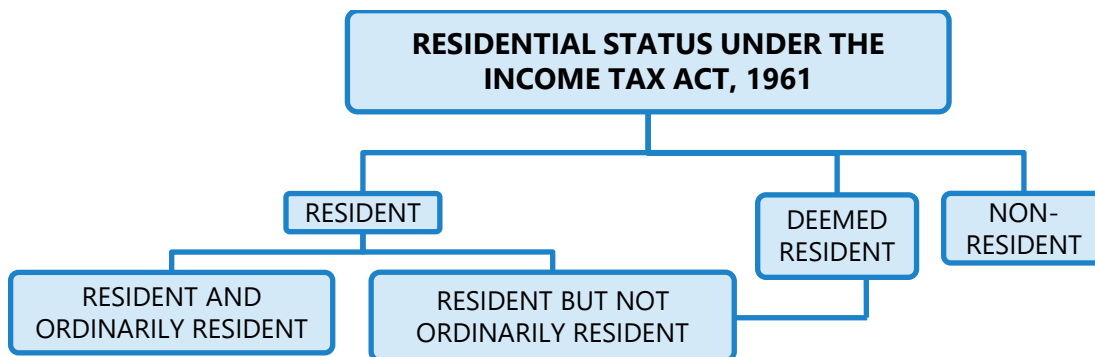 RESIDENTIAL STATUS UNDER THE
INCOME TAX ACT, 1961
RESIDENT
DEEMED
RESIDENT
NON-
RESIDENT
RESIDENT AND
ORDINARILY RESIDENT
RESIDENT BUT NOT
ORDINARILY RESIDENT